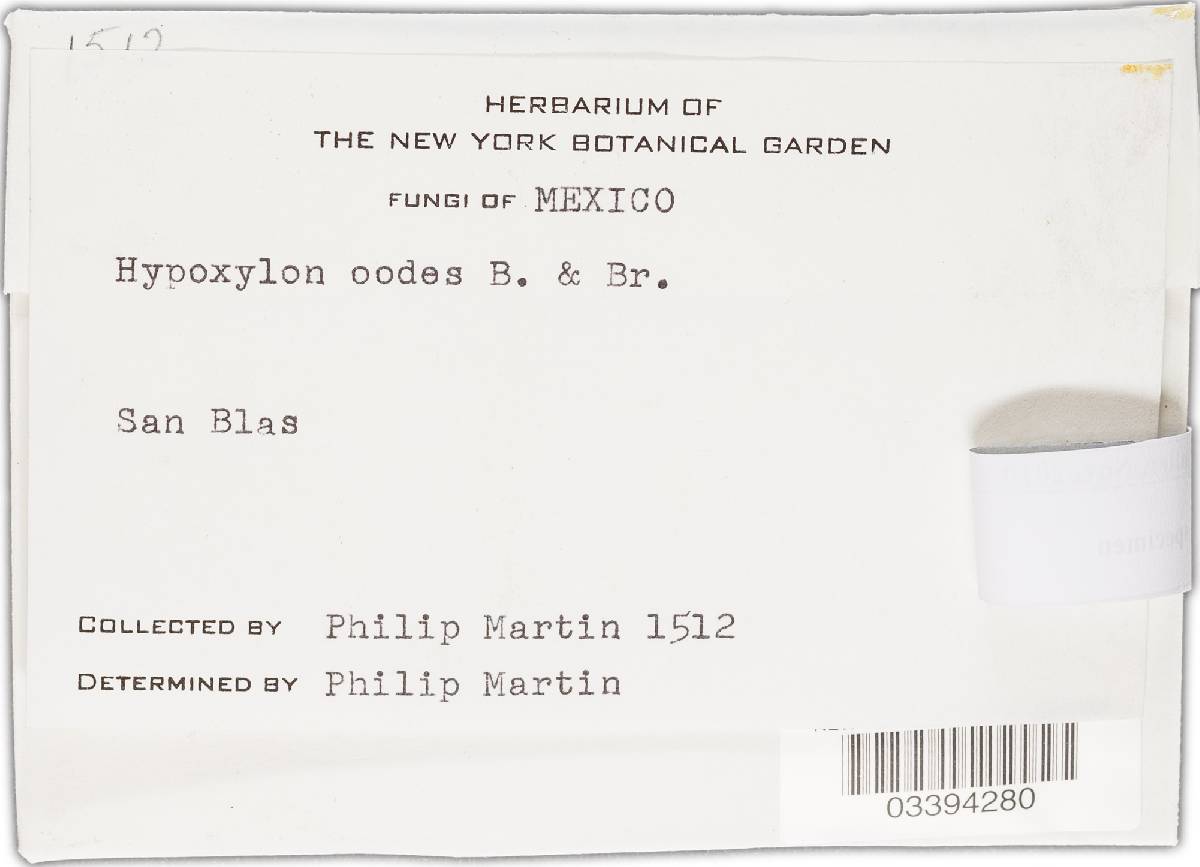 1512
HERBARIUM OF
THE NEW YORK BOTANICAL GARDEN
FUNGI OF MEXICO
Hypoxylon oodes B. & Br.
San Blas
COLLECTED BY Philip Martin 1512
DETERMINED BY Philip Martin
03394280